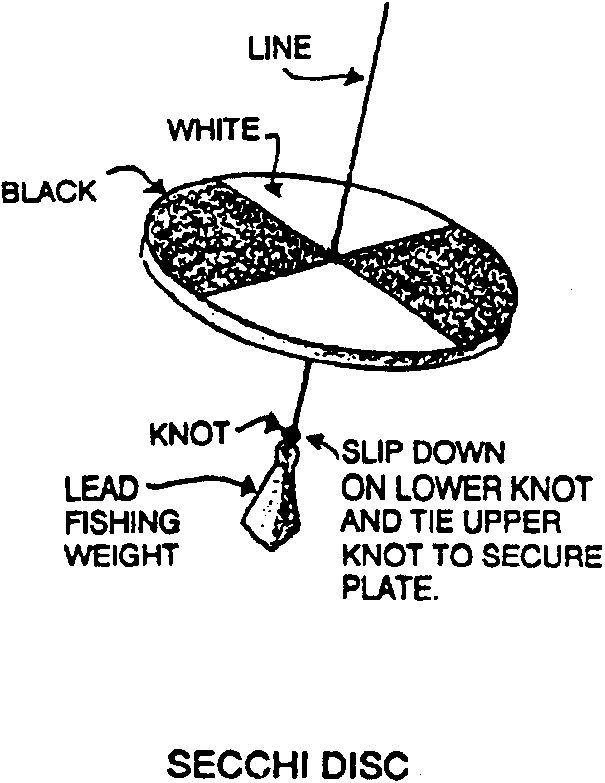 LINE
WHITE
BLACK
KNOT
LEAD
FISHING
WEIGHT
SLIP DOWN
ON LOWER KNOT
AND TIE UPPER
KNOT TO SECURE
PLATE.
SECCHI DISC